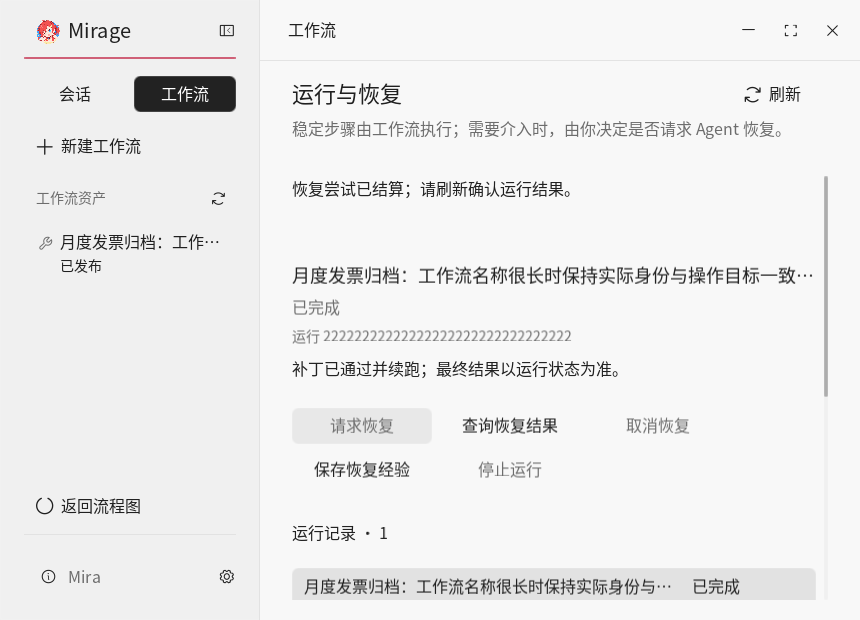 Mirage
会话
工作流
新建工作流
工作流资产
月度发票归档：工作…
已发布
返回流程图
Mira
工作流
运行与恢复
刷新
稳定步骤由工作流执行；需要介入时，由你决定是否请求 Agent 恢复。
恢复尝试已结算；请刷新确认运行结果。
月度发票归档：工作流名称很长时保持实际身份与操作目标一致…
已完成
运行 22222222222222222222222222222222
补丁已通过并续跑；最终结果以运行状态为准。
请求恢复
查询恢复结果
取消恢复
保存恢复经验
停止运行
运行记录 · 1
月度发票归档：工作流名称很长时保持实际身份与…
已完成